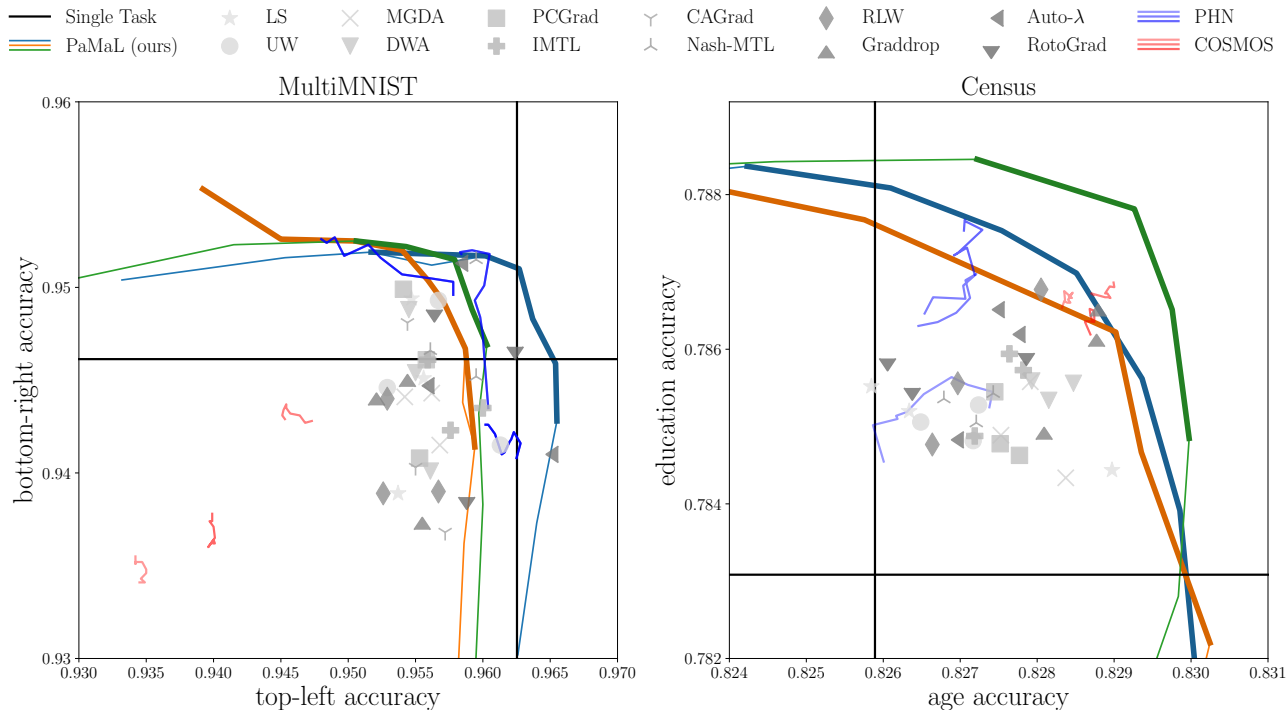 Single Task LS MGDA PCGrad CAGrad RLW Auto-λ PHN
PaMaL (ours) UW DWA IMTL Nash-MTL Graddrop RotoGrad COSMOS
MultiMNIST
0.96
0.95
0.94
0.93
bottom-right accuracy
0.930 0.935 0.940 0.945 0.950 0.955 0.960 0.965 0.970
top-left accuracy
Census
0.788
0.786
0.784
0.782
education accuracy
0.824 0.825 0.826 0.827 0.828 0.829 0.830 0.831
age accuracy